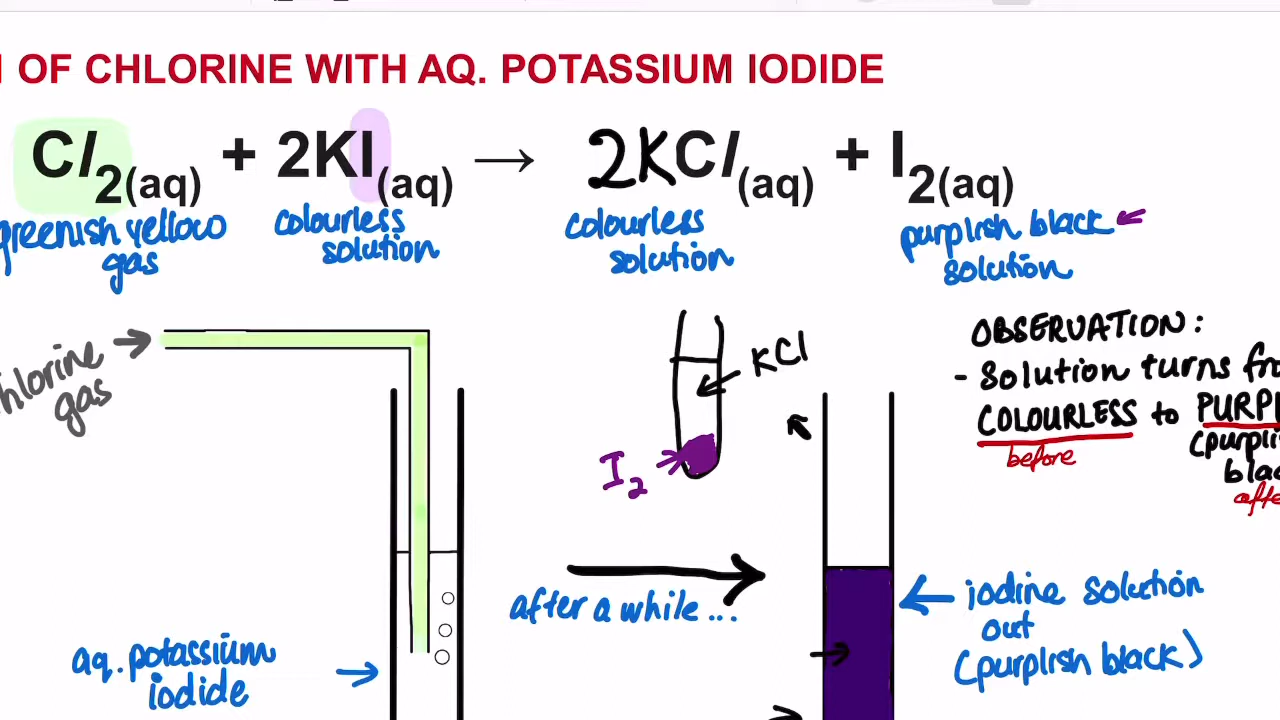 OF CHLORINE WITH AQ. POTASSIUM IODIDE
Cl2(aq) + 2KI(aq) → 2KCl(aq) + I2(aq)
greenish yellow gas
colourless solution
colourless solution
purplish black solution
chlorine gas
KCl
I2
OBSERVATION:
- Solution turns
COLOURLESS to
before
after a while...
aq. potassium
iodide
iodine solution
out
(purplish black)